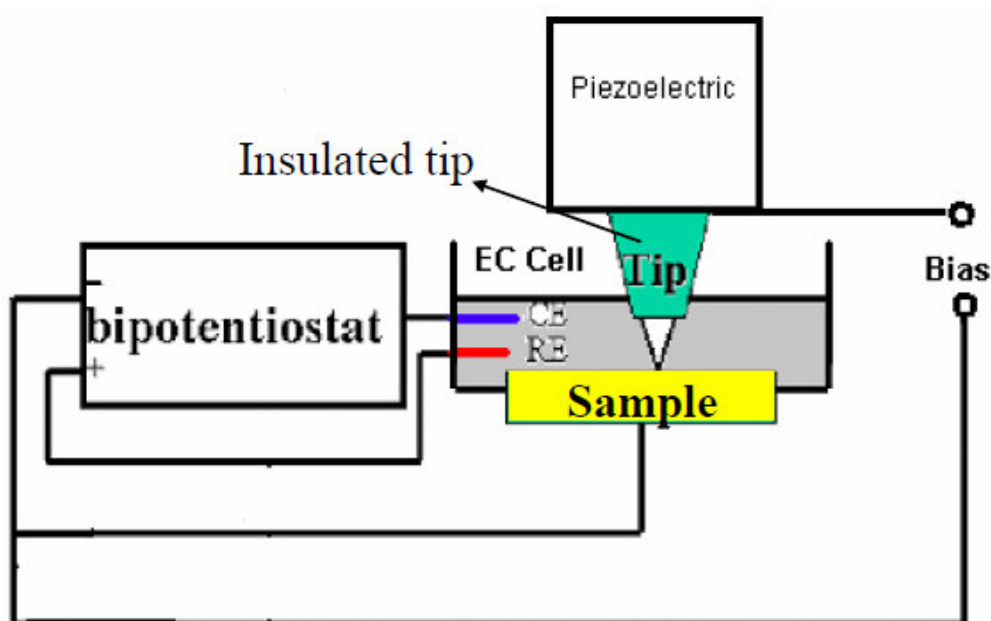 Piezoelectric
Insulated tip
EC Cell
Tip
Bias
-
bipotentiostat
+
CE
RE
Sample